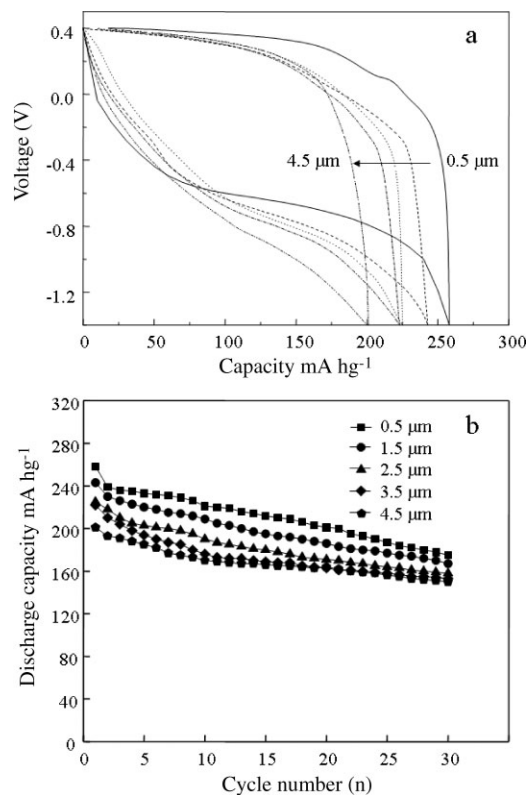 a
0.4
0.0
-0.4
-0.8
-1.2
Voltage (V)
4.5 µm
0.5 µm
0 50 100 150 200 250 300
Capacity mA hg-1
b
320
280
240
200
160
120
80
40
0
Discharge capacity mA hg-1
0.5 µm
1.5 µm
2.5 µm
3.5 µm
4.5 µm
0 5 10 15 20 25 30
Cycle number (n)